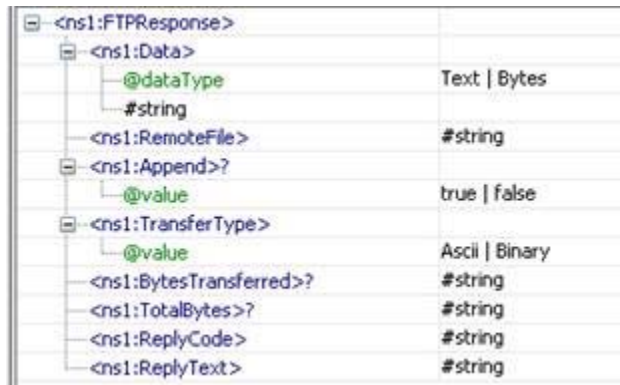 <ns1:FTPResponse>
<ns1:Data>
@dataType Text | Bytes
#string
<ns1:RemoteFile> #string
<ns1:Append>?
@value true | false
<ns1:TransferType>
@value Ascii | Binary
<ns1:BytesTransferred>? #string
<ns1:TotalBytes>? #string
<ns1:ReplyCode> #string
<ns1:ReplyText> #string